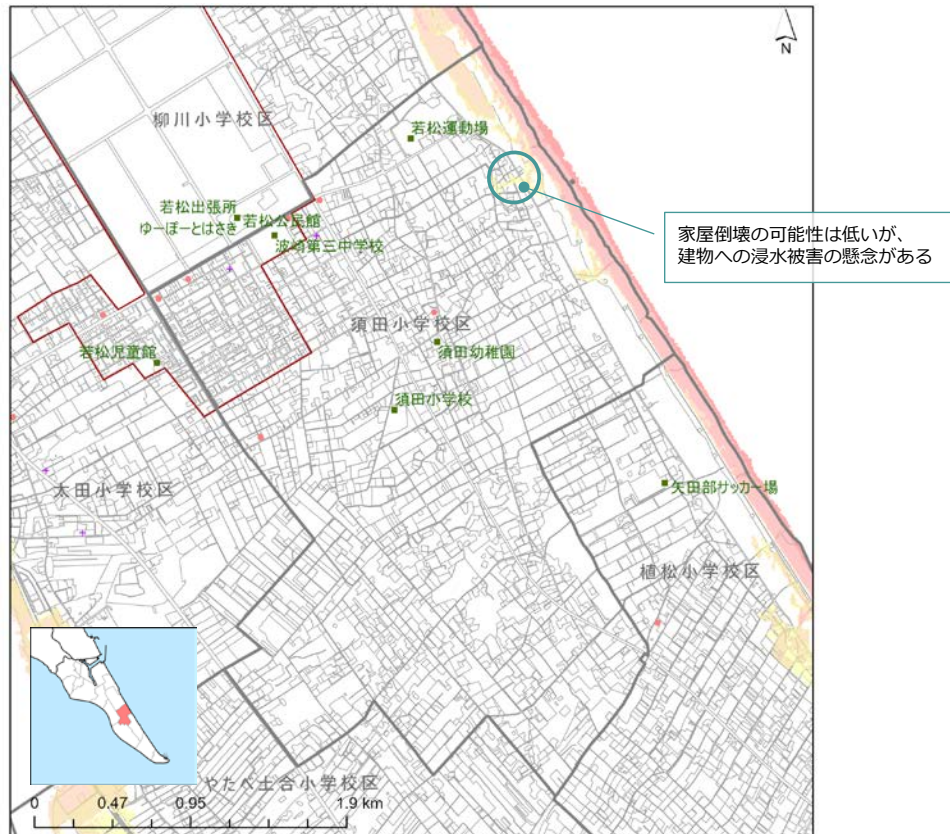 N
柳川小学校区
若松運動場
若松出張所
若松公民館
ゆーぽーとはさき
波崎第三中学校
家屋倒壊の可能性は低いが、
建物への浸水被害の懸念がある
須田小学校区
須田幼稚園
若松児童館
須田小学校
太田小学校区
矢田部サッカー場
植松小学校区
やたべ土合小学校区
0 0.47 0.95 1.9 km